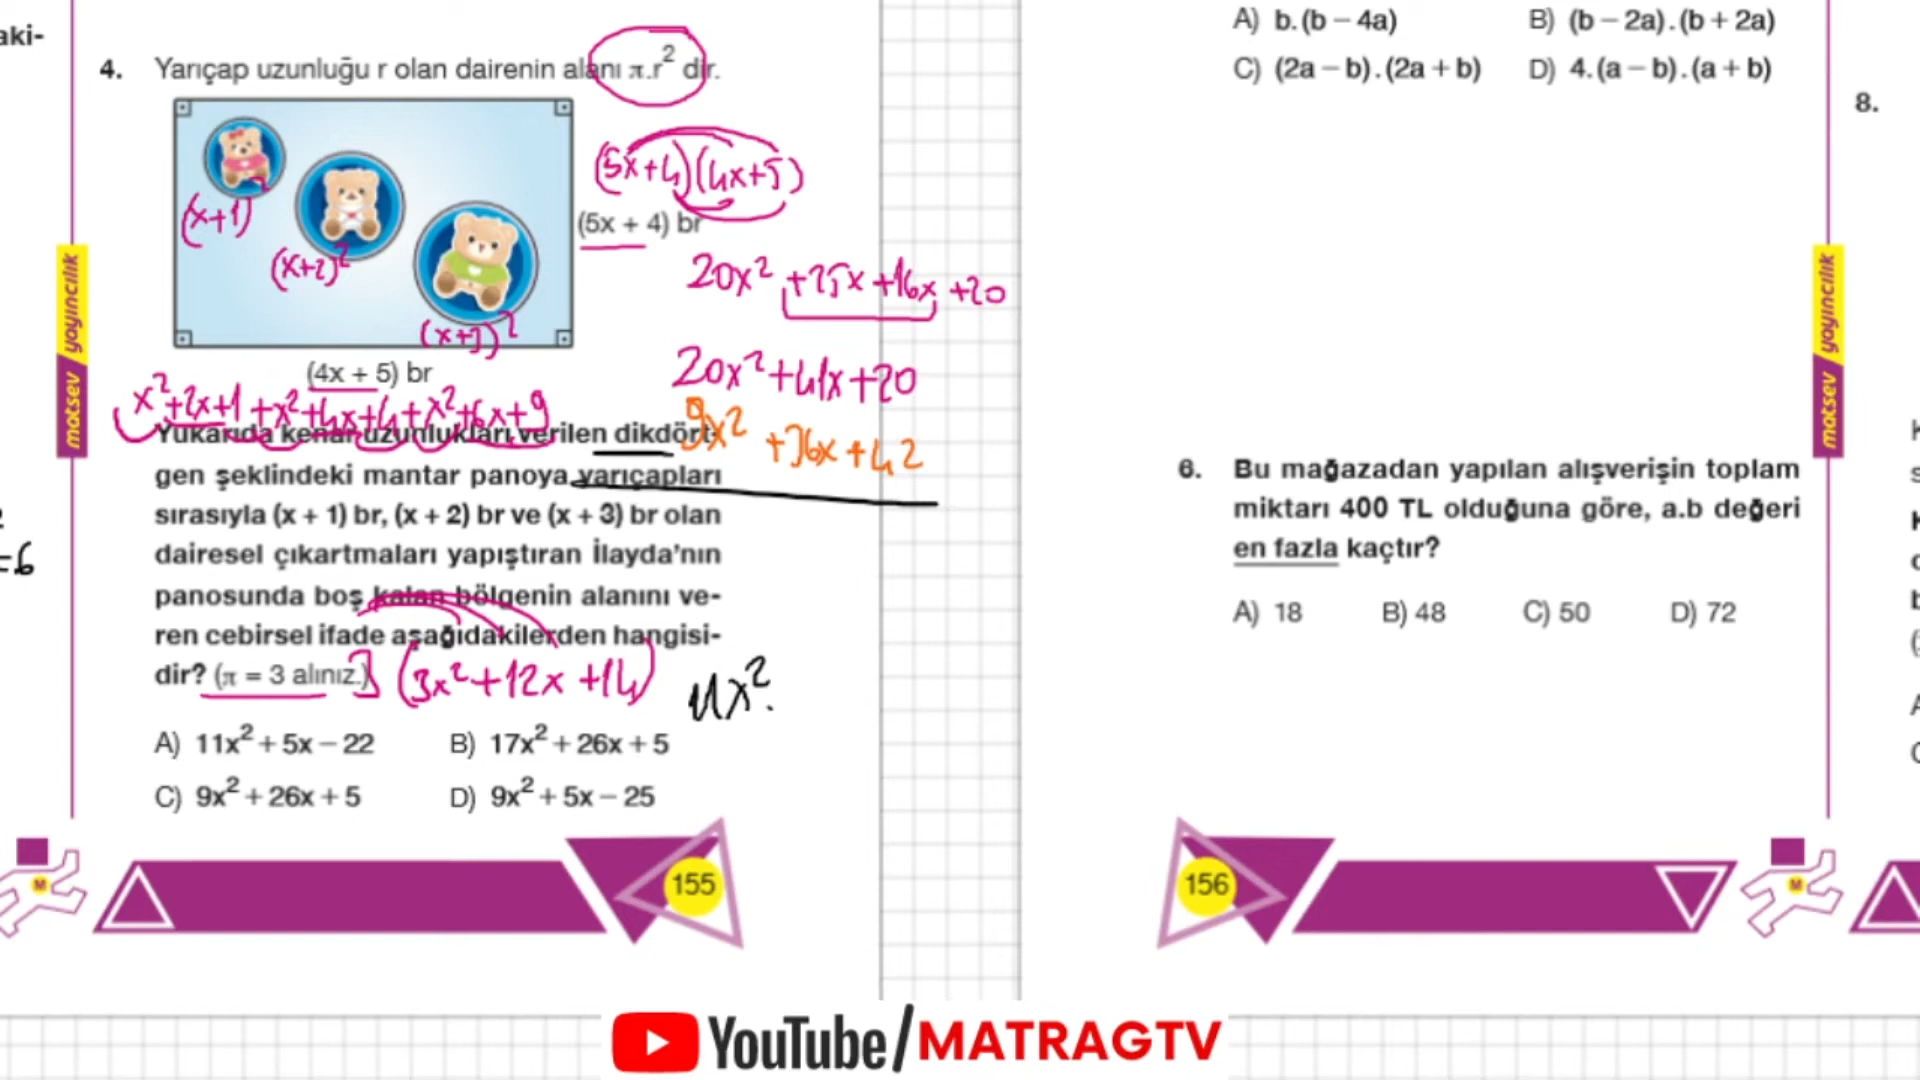 aki-
4. Yarıçap uzunluğu r olan dairenin alanı π.r² dir.
(5x+4)(4x+5)
(x+1)²
(x+2)²
(x+3)²
(5x + 4) br
20x² +25x+16x +20
(4x + 5) br
20x²+41x+20
x²+2x+1+x²+4x+4+x²+6x+9
9x² +36x+42
Yukarıda kenar uzunlukları verilen dikdört-
gen şeklindeki mantar panoya yarıçapları
sırasıyla (x + 1) br, (x + 2) br ve (x + 3) br olan
dairesel çıkartmaları yapıştıran İlayda'nın
panosunda boş kalan bölgenin alanını ve-
ren cebirsel ifade aşağıdakilerden hangisi-
dir? (π = 3 alınız.)
3 (3x²+12x+14)
11x².
A) 11x² + 5x – 22 B) 17x² + 26x + 5
C) 9x² + 26x + 5 D) 9x² + 5x – 25
=6
matsev yayıncılık
M
155
A) b.(b – 4a) B) (b – 2a).(b + 2a)
C) (2a – b).(2a + b) D) 4.(a – b).(a + b)
6. Bu mağazadan yapılan alışverişin toplam
miktarı 400 TL olduğuna göre, a.b değeri
en fazla kaçtır?
A) 18 B) 48 C) 50 D) 72
156
matsev yayıncılık
M
8.
YouTube/MATRAGTV